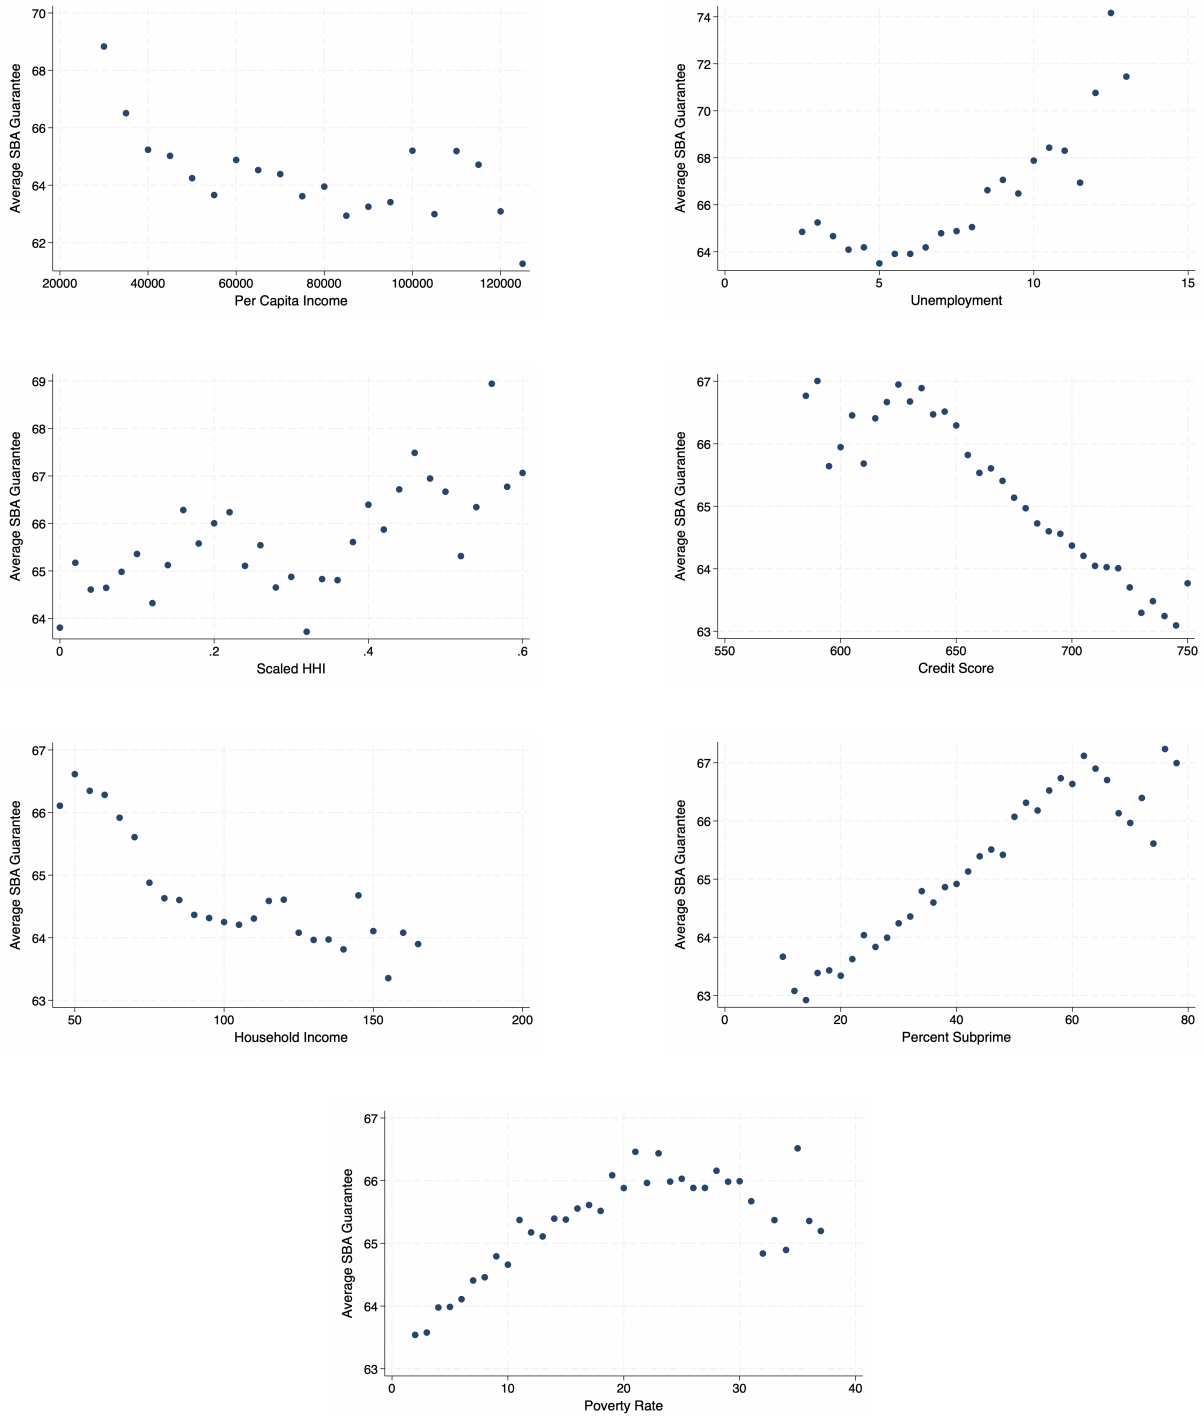 70
68
66
64
62
Average SBA Guarantee
20000 40000 60000 80000 100000 120000
Per Capita Income
74
72
70
68
66
64
Average SBA Guarantee
0 5 10 15
Unemployment
69
68
67
66
65
64
Average SBA Guarantee
0 .2 .4 .6
Scaled HHI
67
66
65
64
63
Average SBA Guarantee
550 600 650 700 750
Credit Score
67
66
65
64
63
Average SBA Guarantee
50 100 150 200
Household Income
67
66
65
64
63
Average SBA Guarantee
0 20 40 60 80
Percent Subprime
67
66
65
64
63
Average SBA Guarantee
0 10 20 30 40
Poverty Rate